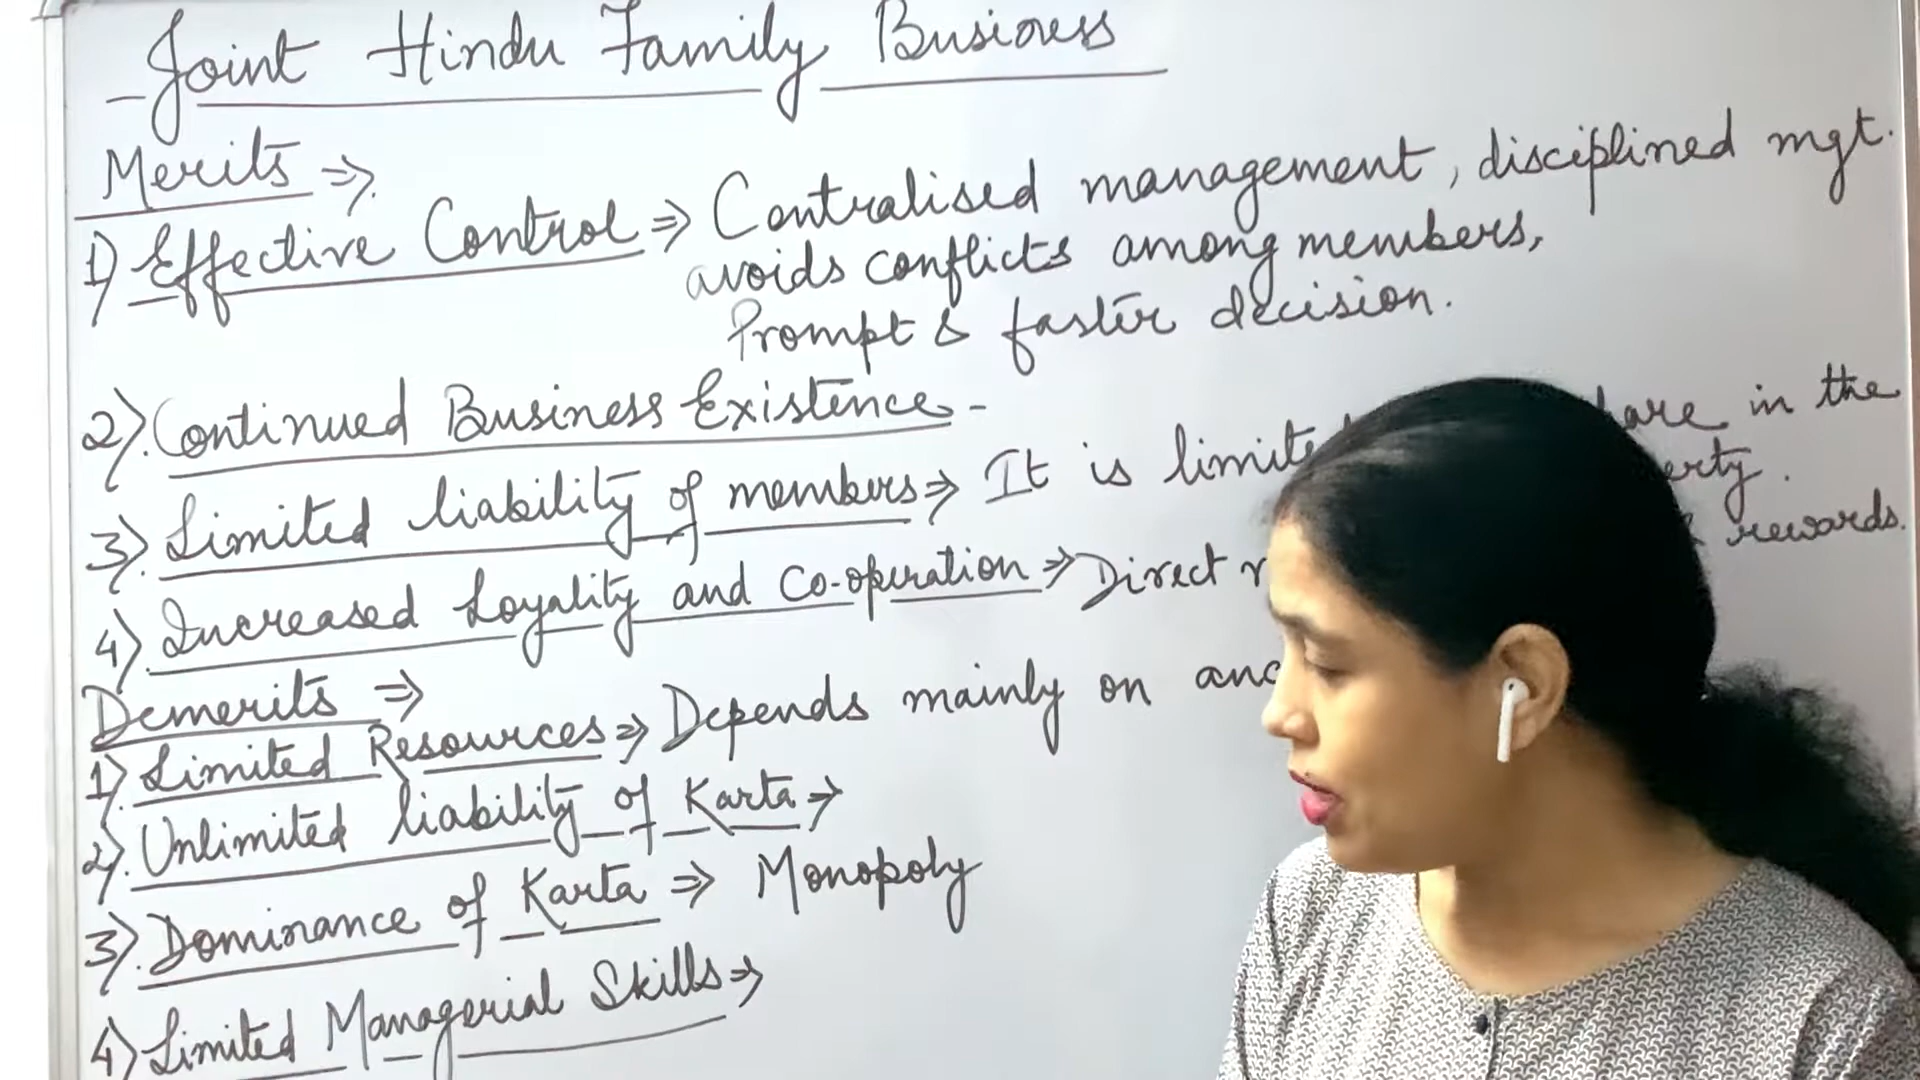 Joint Hindu Family Business
Merits ⇒
1) Effective Control ⇒ Centralised management, disciplined mgt.
avoids conflicts among members,
Prompt & faster decision.
2) Continued Business Existence -
3) Limited liability of members ⇒ It is in the
4) Increased Loyality and Co-operation ⇒ Direct rewards.
Demerits ⇒
1) Limited Resources ⇒ Depends mainly on
2) Unlimited liability of Karta →
3) Dominance of Karta ⇒ Monopoly
4) Limited Managerial Skills ⇒